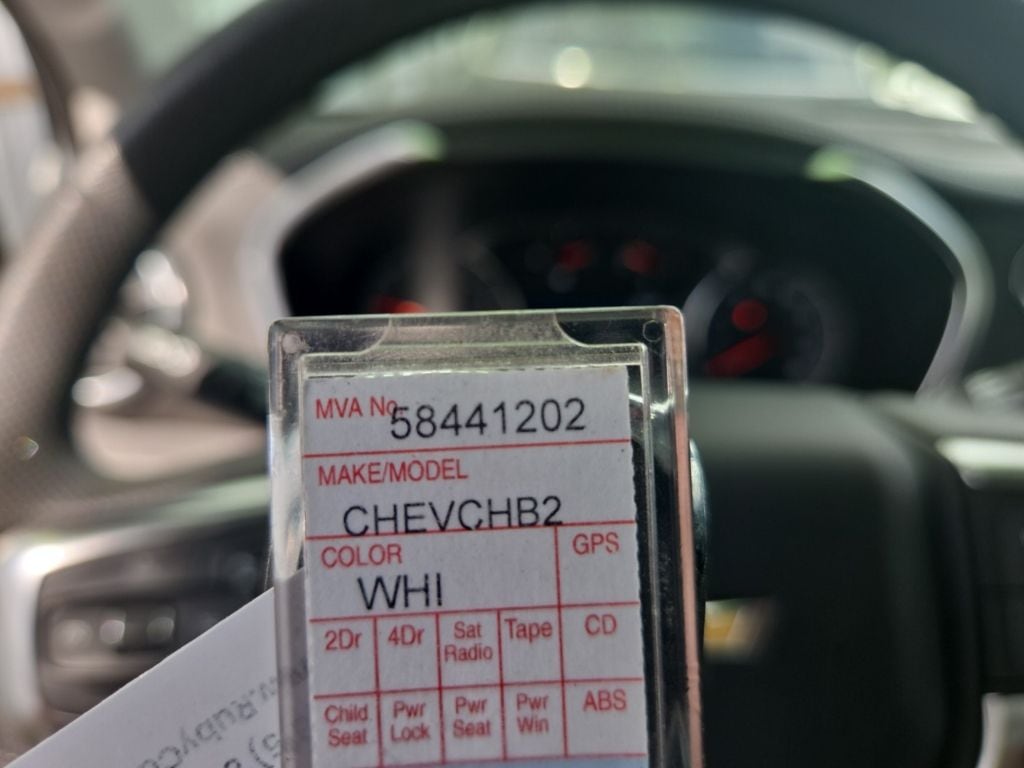 MVA No. 58441202
MAKE/MODEL
CHEVCHB2
COLOR GPS
WHI
2Dr 4Dr Sat Radio Tape CD
Child Seat Pwr Lock Pwr Seat Pwr Win ABS